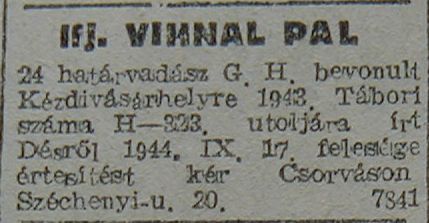 Ifj. VIHNAL PAL
24 határvadász G. H. bevonult
Kézdivásárhelyre 1943. Tábori
száma H—323. utoljára írt
Désről 1944. IX. 17. felesége
értesítést kér Csorváson
Széchenyi-u. 20. 7841